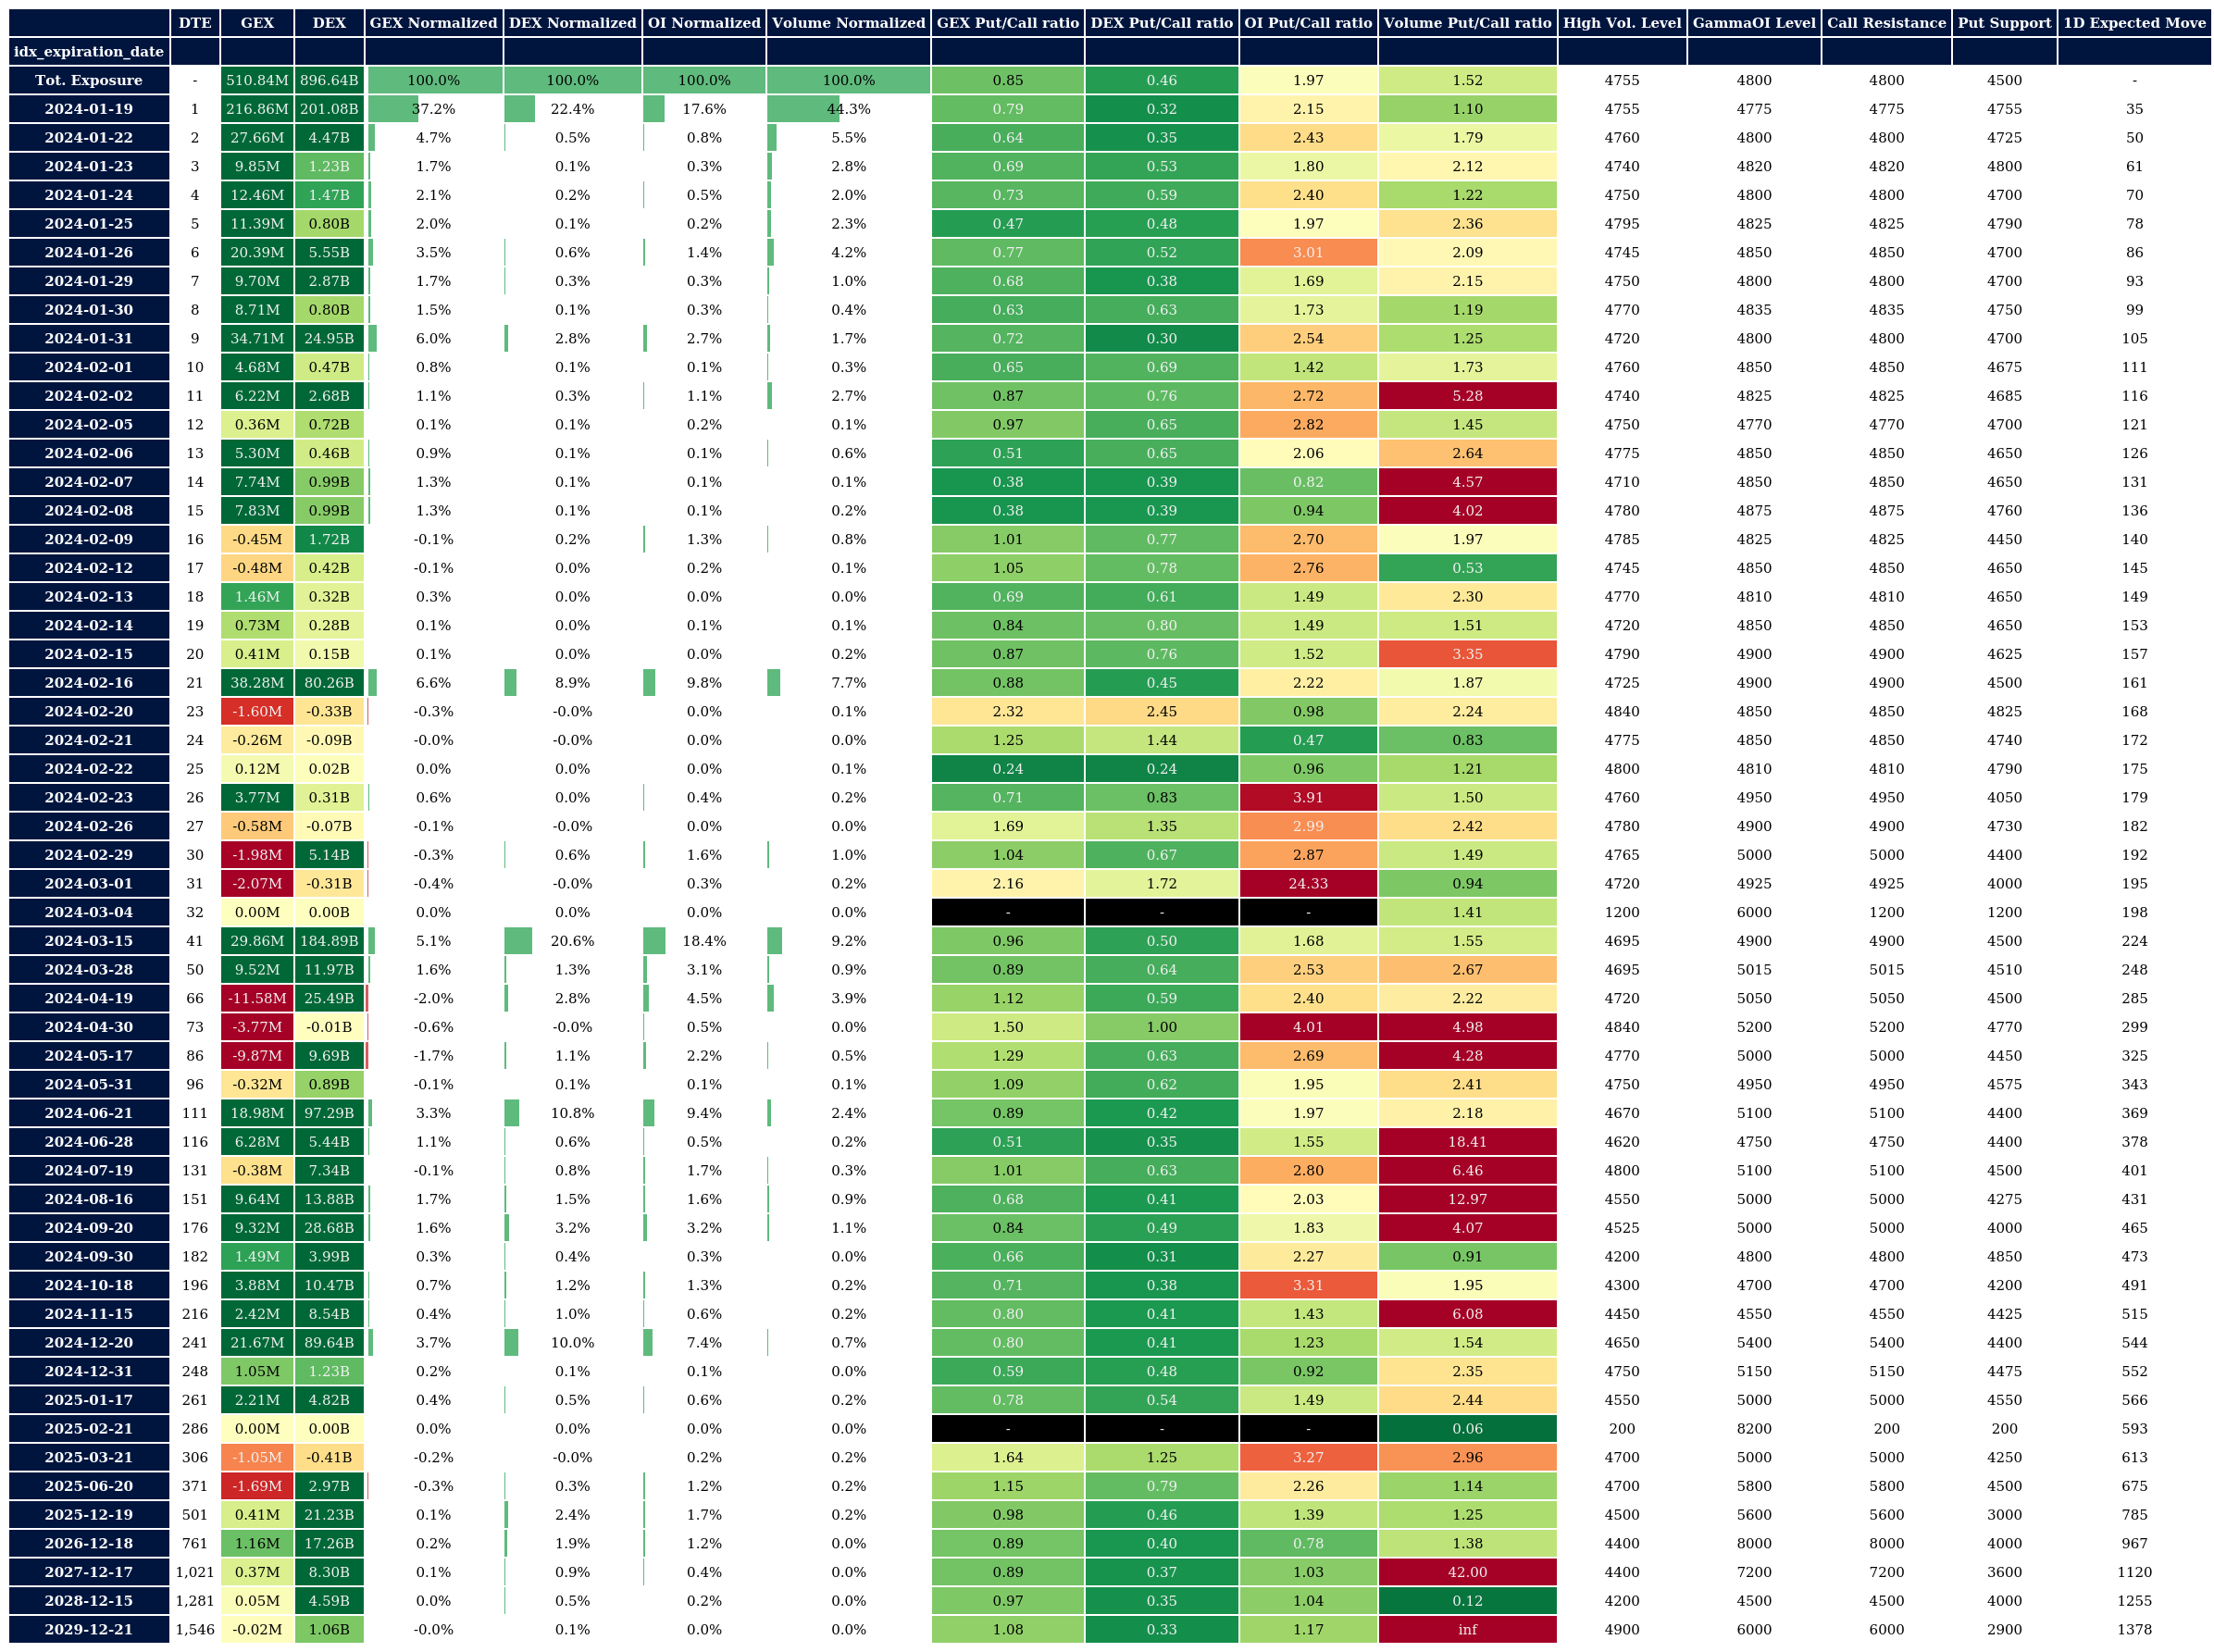 DTE GEX DEX GEX Normalized DEX Normalized OI Normalized Volume Normalized GEX Put/Call ratio DEX Put/Call ratio OI Put/Call ratio Volume Put/Call ratio High Vol. Level GammaOI Level Call Resistance Put Support 1D Expected Move
idx_expiration_date
Tot. Exposure - 510.84M 896.64B 100.0% 100.0% 100.0% 100.0% 0.85 0.46 1.97 1.52 4755 4800 4800 4500 -
2024-01-19 1 216.86M 201.08B 37.2% 22.4% 17.6% 44.3% 0.79 0.32 2.15 1.10 4755 4775 4775 4755 35
2024-01-22 2 27.66M 4.47B 4.7% 0.5% 0.8% 5.5% 0.64 0.35 2.43 1.79 4760 4800 4800 4725 50
2024-01-23 3 9.85M 1.23B 1.7% 0.1% 0.3% 2.8% 0.69 0.53 1.80 2.12 4740 4820 4820 4800 61
2024-01-24 4 12.46M 1.47B 2.1% 0.2% 0.5% 2.0% 0.73 0.59 2.40 1.22 4750 4800 4800 4700 70
2024-01-25 5 11.39M 0.80B 2.0% 0.1% 0.2% 2.3% 0.47 0.48 1.97 2.36 4795 4825 4825 4790 78
2024-01-26 6 20.39M 5.55B 3.5% 0.6% 1.4% 4.2% 0.77 0.52 3.01 2.09 4745 4850 4850 4700 86
2024-01-29 7 9.70M 2.87B 1.7% 0.3% 0.3% 1.0% 0.68 0.38 1.69 2.15 4750 4800 4800 4700 93
2024-01-30 8 8.71M 0.80B 1.5% 0.1% 0.3% 0.4% 0.63 0.63 1.73 1.19 4770 4835 4835 4750 99
2024-01-31 9 34.71M 24.95B 6.0% 2.8% 2.7% 1.7% 0.72 0.30 2.54 1.25 4720 4800 4800 4700 105
2024-02-01 10 4.68M 0.47B 0.8% 0.1% 0.1% 0.3% 0.65 0.69 1.42 1.73 4760 4850 4850 4675 111
2024-02-02 11 6.22M 2.68B 1.1% 0.3% 1.1% 2.7% 0.87 0.76 2.72 5.28 4740 4825 4825 4685 116
2024-02-05 12 0.36M 0.72B 0.1% 0.1% 0.2% 0.1% 0.97 0.65 2.82 1.45 4750 4770 4770 4700 121
2024-02-06 13 5.30M 0.46B 0.9% 0.1% 0.1% 0.6% 0.51 0.65 2.06 2.64 4775 4850 4850 4650 126
2024-02-07 14 7.74M 0.99B 1.3% 0.1% 0.1% 0.1% 0.38 0.39 0.82 4.57 4710 4850 4850 4650 131
2024-02-08 15 7.83M 0.99B 1.3% 0.1% 0.1% 0.2% 0.38 0.39 0.94 4.02 4780 4875 4875 4760 136
2024-02-09 16 -0.45M 1.72B -0.1% 0.2% 1.3% 0.8% 1.01 0.77 2.70 1.97 4785 4825 4825 4450 140
2024-02-12 17 -0.48M 0.42B -0.1% 0.0% 0.2% 0.1% 1.05 0.78 2.76 0.53 4745 4850 4850 4650 145
2024-02-13 18 1.46M 0.32B 0.3% 0.0% 0.0% 0.0% 0.69 0.61 1.49 2.30 4770 4810 4810 4650 149
2024-02-14 19 0.73M 0.28B 0.1% 0.0% 0.1% 0.1% 0.84 0.80 1.49 1.51 4720 4850 4850 4650 153
2024-02-15 20 0.41M 0.15B 0.1% 0.0% 0.0% 0.2% 0.87 0.76 1.52 3.35 4790 4900 4900 4625 157
2024-02-16 21 38.28M 80.26B 6.6% 8.9% 9.8% 7.7% 0.88 0.45 2.22 1.87 4725 4900 4900 4500 161
2024-02-20 23 -1.60M -0.33B -0.3% -0.0% 0.0% 0.1% 2.32 2.45 0.98 2.24 4840 4850 4850 4825 168
2024-02-21 24 -0.26M -0.09B -0.0% -0.0% 0.0% 0.0% 1.25 1.44 0.47 0.83 4775 4850 4850 4740 172
2024-02-22 25 0.12M 0.02B 0.0% 0.0% 0.0% 0.1% 0.24 0.24 0.96 1.21 4800 4810 4810 4790 175
2024-02-23 26 3.77M 0.31B 0.6% 0.0% 0.4% 0.2% 0.71 0.83 3.91 1.50 4760 4950 4950 4050 179
2024-02-26 27 -0.58M -0.07B -0.1% -0.0% 0.0% 0.0% 1.69 1.35 2.99 2.42 4780 4900 4900 4730 182
2024-02-29 30 -1.98M 5.14B -0.3% 0.6% 1.6% 1.0% 1.04 0.67 2.87 1.49 4765 5000 5000 4400 192
2024-03-01 31 -2.07M -0.31B -0.4% -0.0% 0.3% 0.2% 2.16 1.72 24.33 0.94 4720 4925 4925 4000 195
2024-03-04 32 0.00M 0.00B 0.0% 0.0% 0.0% 0.0% - - - 1.41 1200 6000 1200 1200 198
2024-03-15 41 29.86M 184.89B 5.1% 20.6% 18.4% 9.2% 0.96 0.50 1.68 1.55 4695 4900 4900 4500 224
2024-03-28 50 9.52M 11.97B 1.6% 1.3% 3.1% 0.9% 0.89 0.64 2.53 2.67 4695 5015 5015 4510 248
2024-04-19 66 -11.58M 25.49B -2.0% 2.8% 4.5% 3.9% 1.12 0.59 2.40 2.22 4720 5050 5050 4500 285
2024-04-30 73 -3.77M -0.01B -0.6% -0.0% 0.5% 0.0% 1.50 1.00 4.01 4.98 4840 5200 5200 4770 299
2024-05-17 86 -9.87M 9.69B -1.7% 1.1% 2.2% 0.5% 1.29 0.63 2.69 4.28 4770 5000 5000 4450 325
2024-05-31 96 -0.32M 0.89B -0.1% 0.1% 0.1% 0.1% 1.09 0.62 1.95 2.41 4750 4950 4950 4575 343
2024-06-21 111 18.98M 97.29B 3.3% 10.8% 9.4% 2.4% 0.89 0.42 1.97 2.18 4670 5100 5100 4400 369
2024-06-28 116 6.28M 5.44B 1.1% 0.6% 0.5% 0.2% 0.51 0.35 1.55 18.41 4620 4750 4750 4400 378
2024-07-19 131 -0.38M 7.34B -0.1% 0.8% 1.7% 0.3% 1.01 0.63 2.80 6.46 4800 5100 5100 4500 401
2024-08-16 151 9.64M 13.88B 1.7% 1.5% 1.6% 0.9% 0.68 0.41 2.03 12.97 4550 5000 5000 4275 431
2024-09-20 176 9.32M 28.68B 1.6% 3.2% 3.2% 1.1% 0.84 0.49 1.83 4.07 4525 5000 5000 4000 465
2024-09-30 182 1.49M 3.99B 0.3% 0.4% 0.3% 0.0% 0.66 0.31 2.27 0.91 4200 4800 4800 4850 473
2024-10-18 196 3.88M 10.47B 0.7% 1.2% 1.3% 0.2% 0.71 0.38 3.31 1.95 4300 4700 4700 4200 491
2024-11-15 216 2.42M 8.54B 0.4% 1.0% 0.6% 0.2% 0.80 0.41 1.43 6.08 4450 4550 4550 4425 515
2024-12-20 241 21.67M 89.64B 3.7% 10.0% 7.4% 0.7% 0.80 0.41 1.23 1.54 4650 5400 5400 4400 544
2024-12-31 248 1.05M 1.23B 0.2% 0.1% 0.1% 0.0% 0.59 0.48 0.92 2.35 4750 5150 5150 4475 552
2025-01-17 261 2.21M 4.82B 0.4% 0.5% 0.6% 0.2% 0.78 0.54 1.49 2.44 4550 5000 5000 4550 566
2025-02-21 286 0.00M 0.00B 0.0% 0.0% 0.0% 0.0% - - - 0.06 200 8200 200 200 593
2025-03-21 306 -1.05M -0.41B -0.2% -0.0% 0.2% 0.2% 1.64 1.25 3.27 2.96 4700 5000 5000 4250 613
2025-06-20 371 -1.69M 2.97B -0.3% 0.3% 1.2% 0.2% 1.15 0.79 2.26 1.14 4700 5800 5800 4500 675
2025-12-19 501 0.41M 21.23B 0.1% 2.4% 1.7% 0.2% 0.98 0.46 1.39 1.25 4500 5600 5600 3000 785
2026-12-18 761 1.16M 17.26B 0.2% 1.9% 1.2% 0.0% 0.89 0.40 0.78 1.38 4400 8000 8000 4000 967
2027-12-17 1,021 0.37M 8.30B 0.1% 0.9% 0.4% 0.0% 0.89 0.37 1.03 42.00 4400 7200 7200 3600 1120
2028-12-15 1,281 0.05M 4.59B 0.0% 0.5% 0.2% 0.0% 0.97 0.35 1.04 0.12 4200 4500 4500 4000 1255
2029-12-21 1,546 -0.02M 1.06B -0.0% 0.1% 0.0% 0.0% 1.08 0.33 1.17 inf 4900 6000 6000 2900 1378